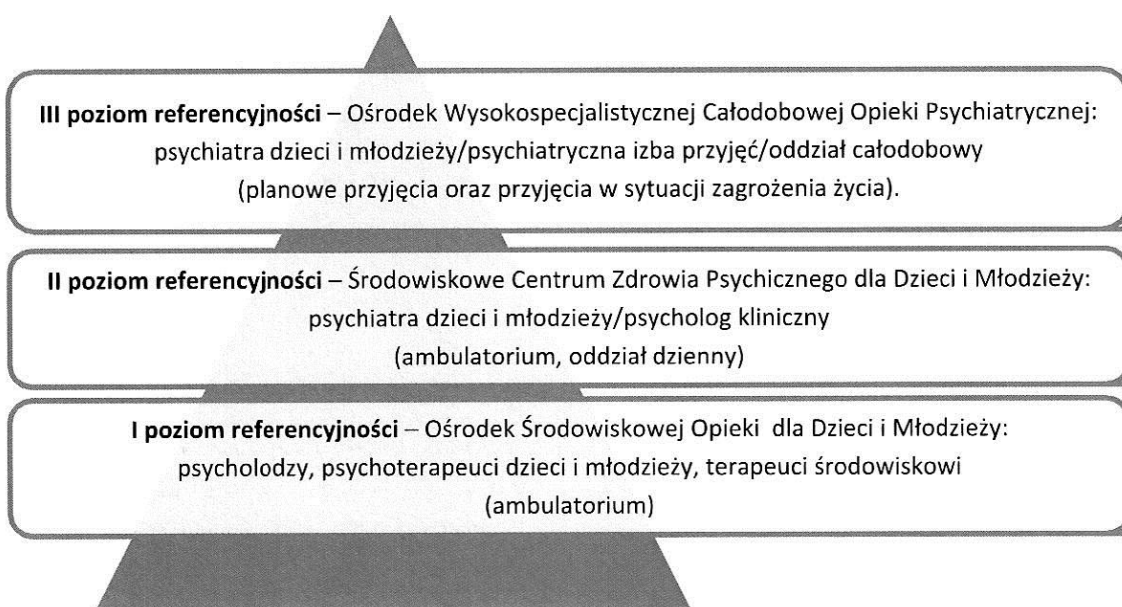 III poziom referencyjności – Ośrodek Wysokospecjalistycznej Całodobowej Opieki Psychiatrycznej:
psychiatra dzieci i młodzieży/psychiatryczna izba przyjęć/oddział całodobowy
(planowe przyjęcia oraz przyjęcia w sytuacji zagrożenia życia).
II poziom referencyjności – Środowiskowe Centrum Zdrowia Psychicznego dla Dzieci i Młodzieży:
psychiatra dzieci i młodzieży/psycholog kliniczny
(ambulatorium, oddział dzienny)
I poziom referencyjności – Ośrodek Środowiskowej Opieki dla Dzieci i Młodzieży:
psycholodzy, psychoterapeuci dzieci i młodzieży, terapeuci środowiskowi
(ambulatorium)